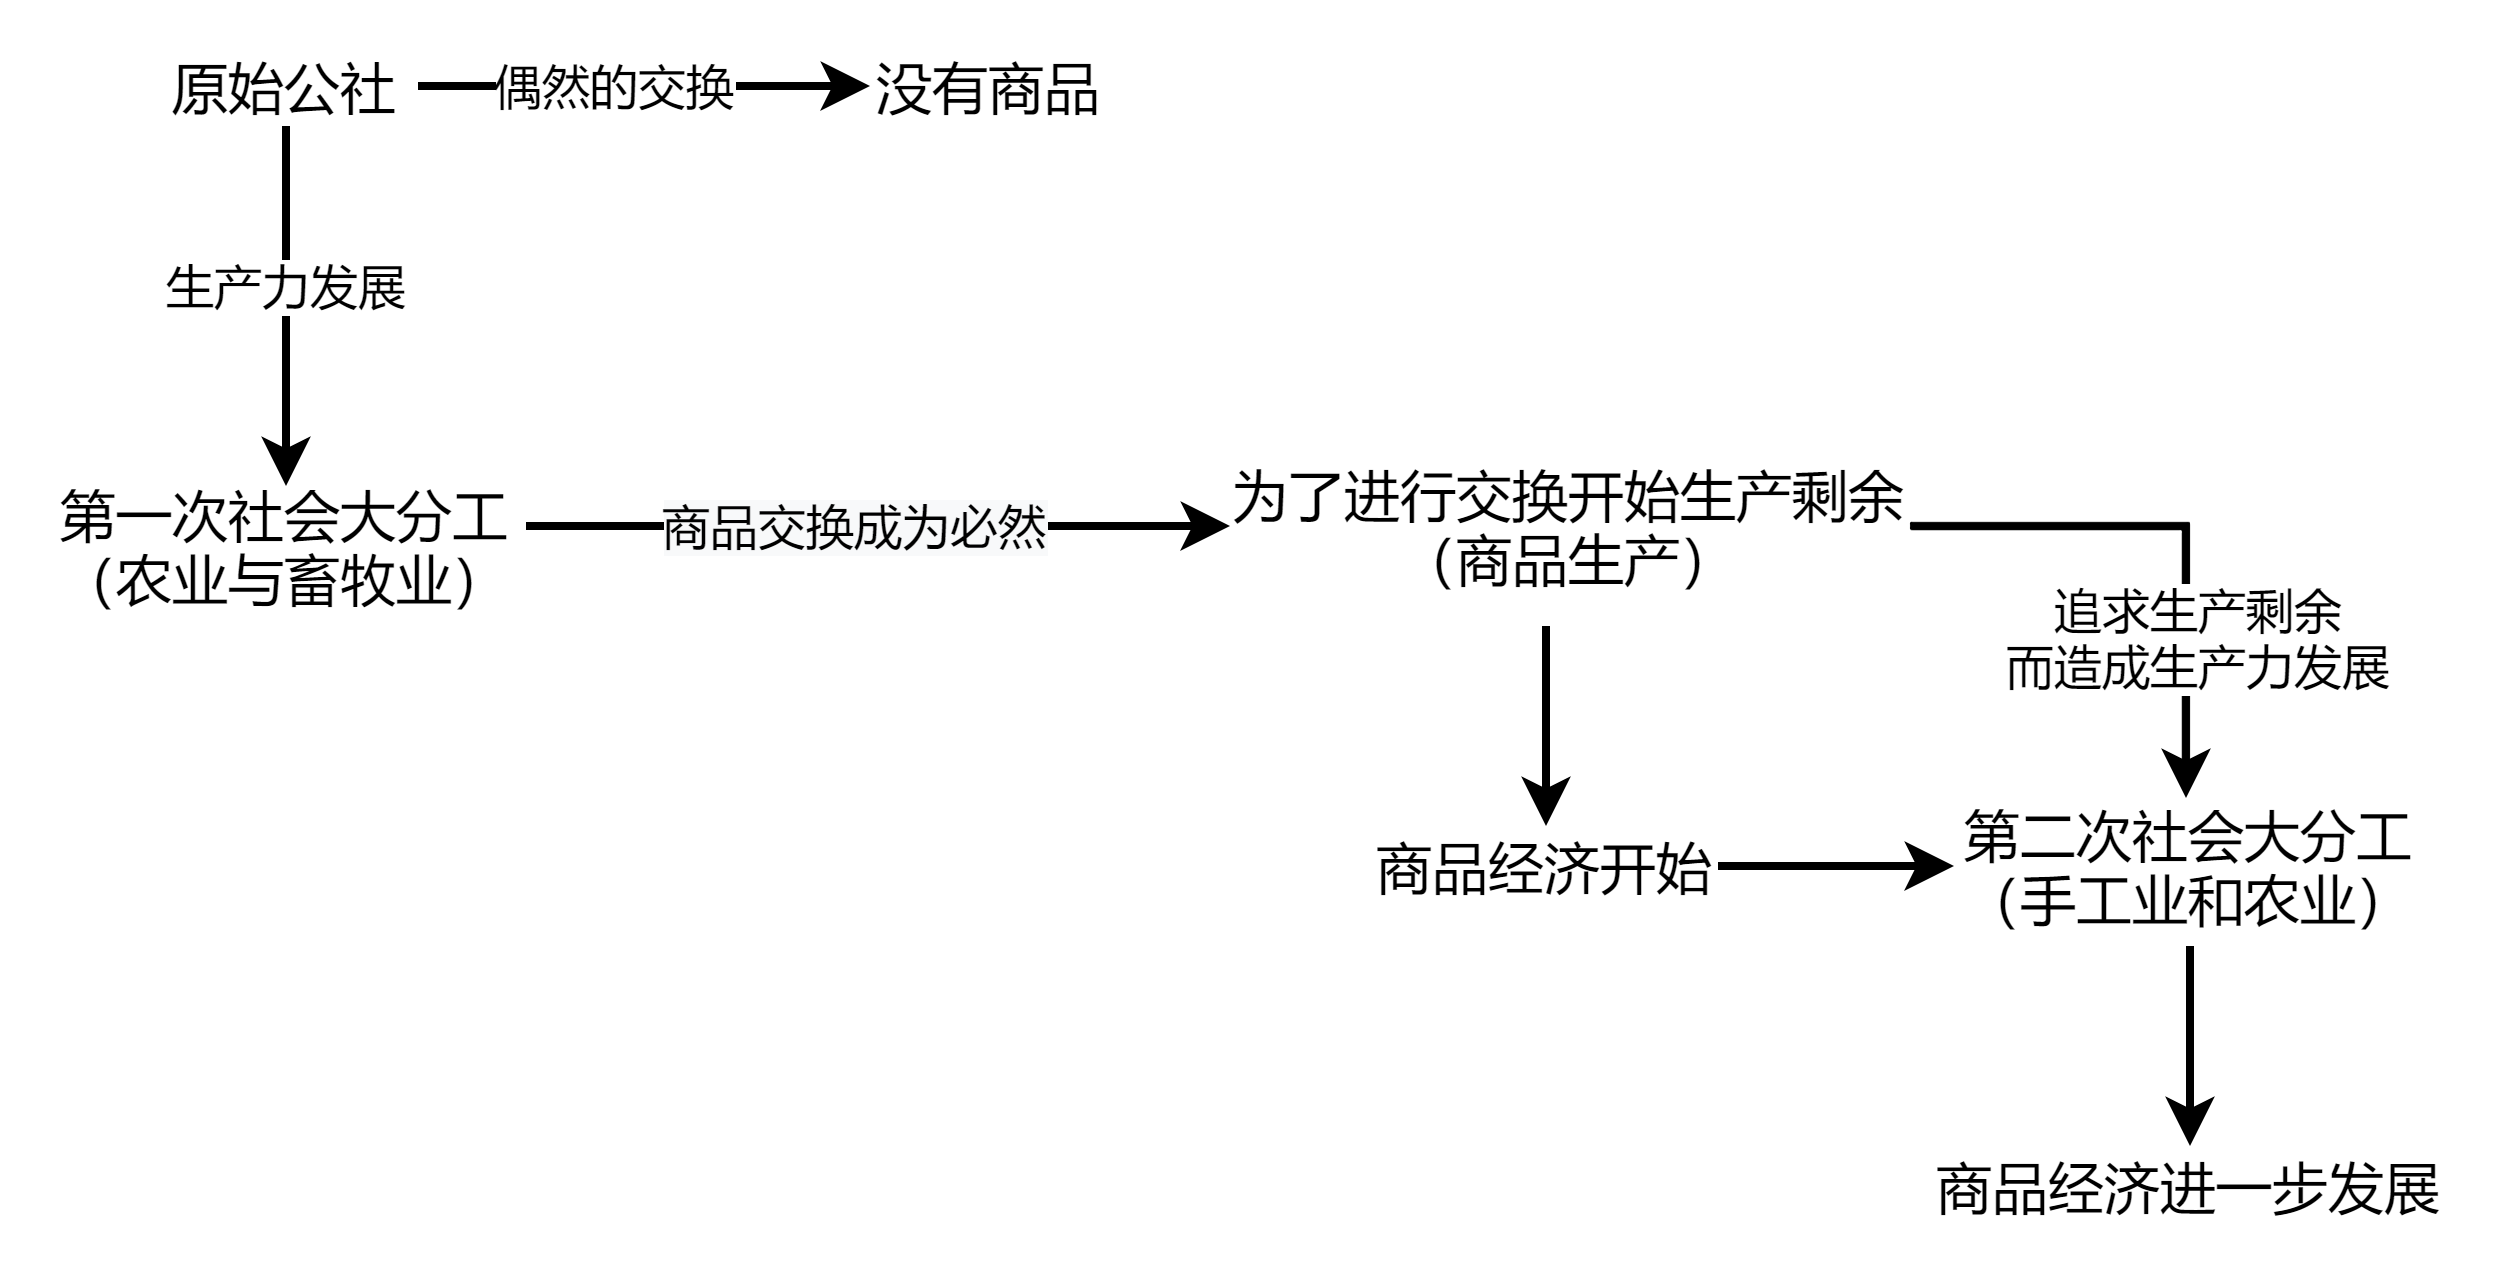 原始公社
偶然的交换
没有商品
生产力发展
第一次社会大分工
（农业与畜牧业）
商品交换成为必然
为了进行交换开始生产剩余
（商品生产）
追求生产剩余
而造成生产力发展
商品经济开始
第二次社会大分工
（手工业和农业）
商品经济进一步发展